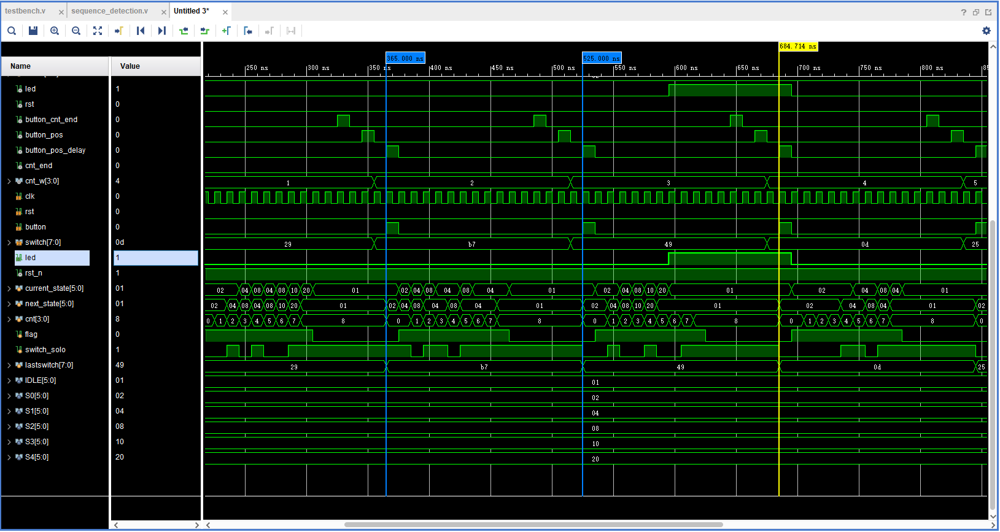 testbench.v
sequence_detection.v
Untitled 3*
684.714 ns
365.000 ns
525.000 ns
Name
Value
250 ns
300 ns
350 ns
400 ns
500 ns
550 ns
600 ns
650 ns
700 ns
750 ns
800 ns
led 1
rst 0
button_cnt_end 0
button_pos 0
button_pos_delay 0
cnt_end 0
cnt_w[3:0] 4 1 2 3 4 5
clk 0
rst 0
button 0
switch[7:0] 0d 29 b7 49 0d 25
led 1
rst_n 1
current_state[5:0] 01 02 04 08 04 08 10 20 01 02 04 08 04 08 04 01 02 04 08 10 20 01 02 04 08 04 01
next_state[5:0] 01 02 04 08 04 08 10 20 01 02 04 08 04 08 04 01 02 04 08 10 20 01 02 04 08 04 01 02
cnt[3:0] 8 0 1 2 3 4 5 6 7 8 0 1 2 3 4 5 6 7 8 0 1 2 3 4 5 6 7 8 0 1 2 3 4 5 6 7 8 0
flag 0
switch_solo 1
lastswitch[7:0] 49 29 b7 49 0d 25
IDLE[5:0] 01 01
S0[5:0] 02 02
S1[5:0] 04 04
S2[5:0] 08 08
S3[5:0] 10 10
S4[5:0] 20 20